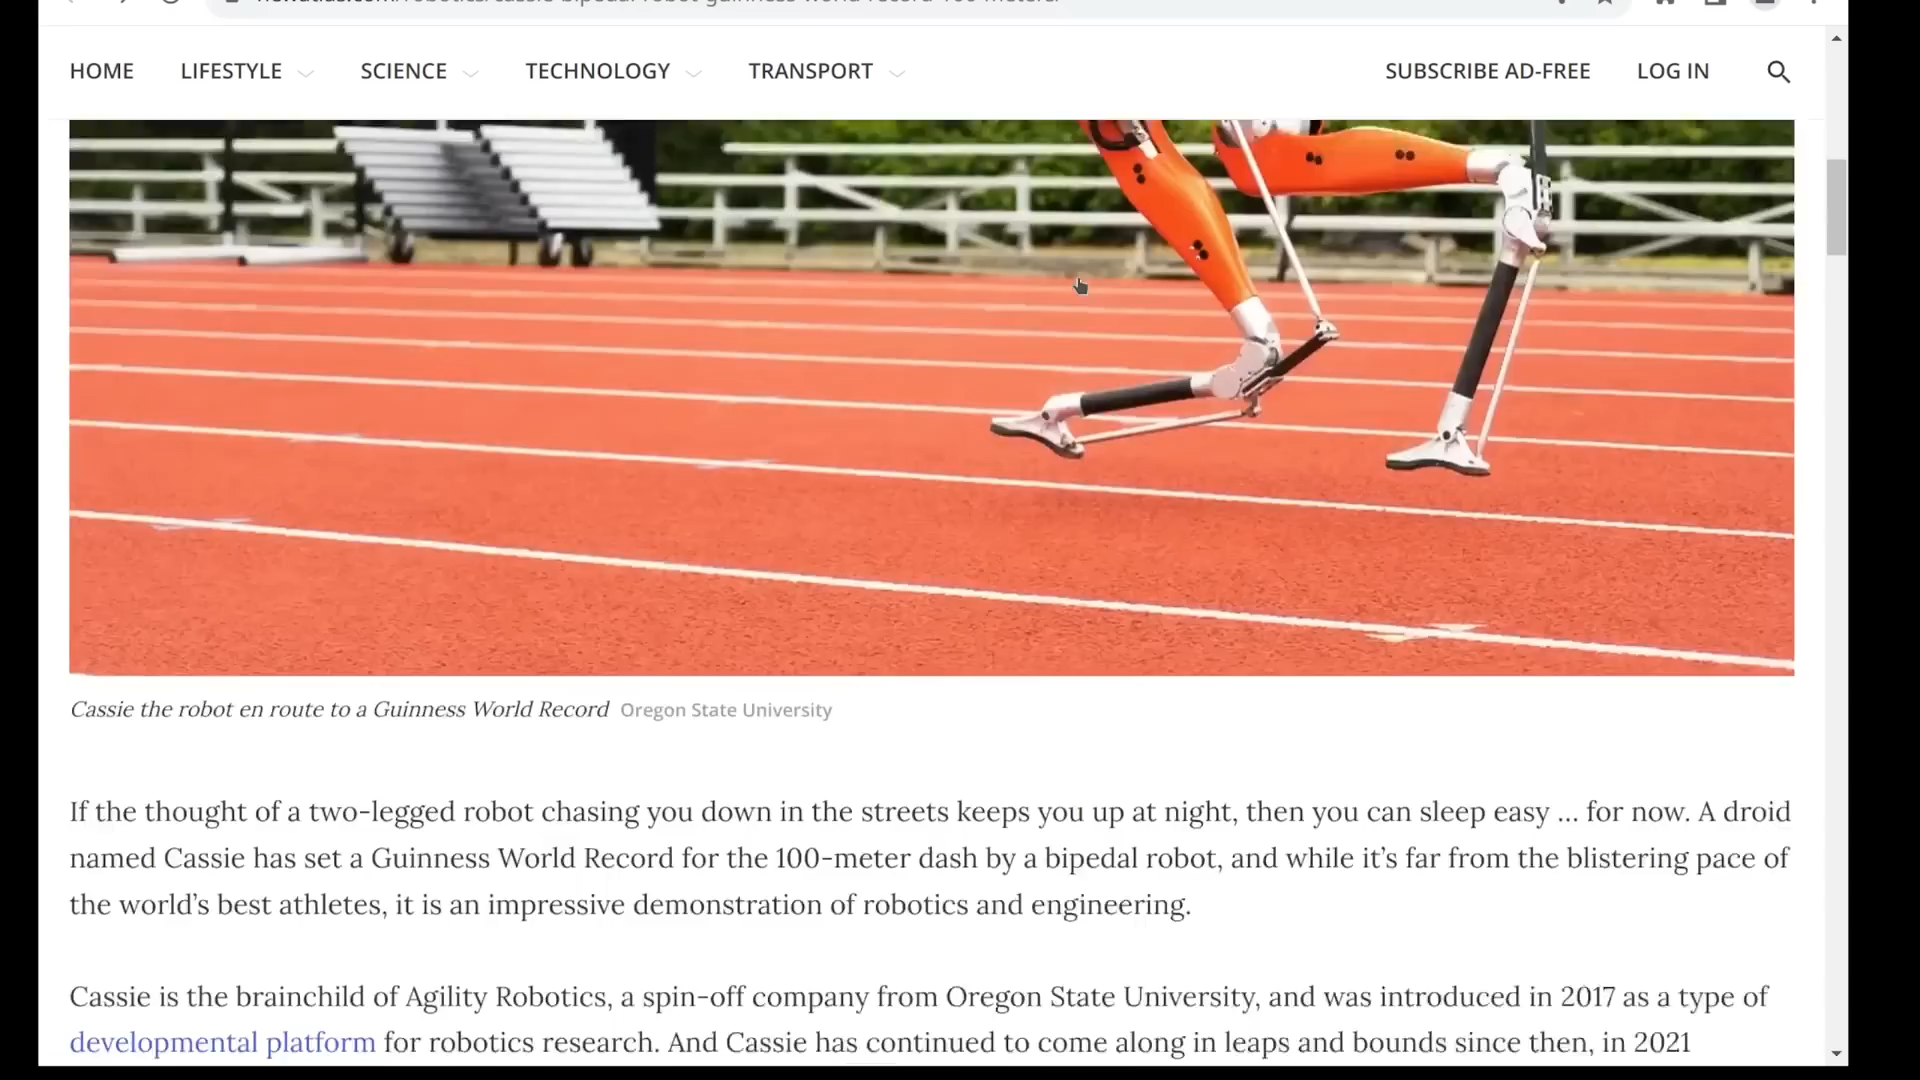 HOME LIFESTYLE SCIENCE TECHNOLOGY TRANSPORT SUBSCRIBE AD-FREE LOG IN
Cassie the robot en route to a Guinness World Record Oregon State University
If the thought of a two-legged robot chasing you down in the streets keeps you up at night, then you can sleep easy ... for now. A droid
named Cassie has set a Guinness World Record for the 100-meter dash by a bipedal robot, and while it’s far from the blistering pace of
the world’s best athletes, it is an impressive demonstration of robotics and engineering.
Cassie is the brainchild of Agility Robotics, a spin-off company from Oregon State University, and was introduced in 2017 as a type of
developmental platform for robotics research. And Cassie has continued to come along in leaps and bounds since then, in 2021